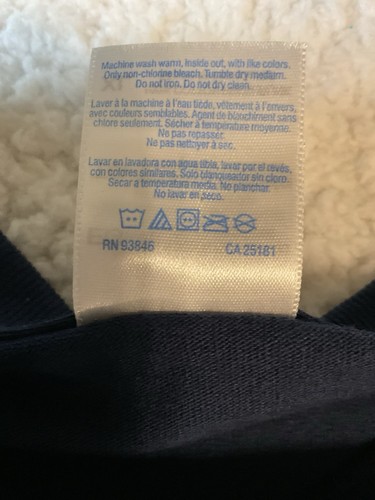 Machine wash warm, inside out, with like colors.
Only non-chlorine bleach. Tumble dry medium.
Do not iron. Do not dry clean.
Laver à la machine à l'eau tiède, vêtement à l'envers,
avec couleurs semblables. Agent de blanchiment sans
chlore seulement. Sécher à température moyenne.
Ne pas repasser.
Ne pas nettoyer à sec.
Lavar en lavadora con agua tibia, lavar por el revés,
con colores similares. Solo blanqueador sin cloro.
Secar a temperatura media. No planchar.
No lavar en seco.
RN 93846 CA 25181